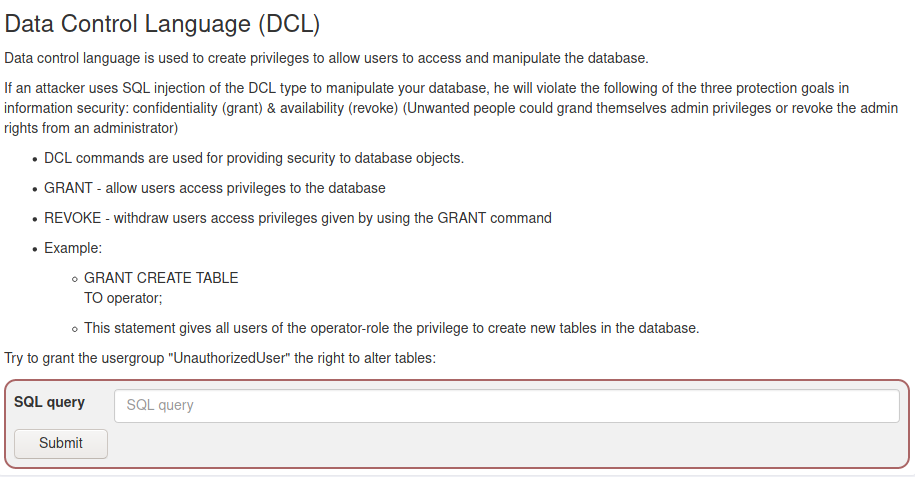 Data Control Language (DCL)
Data control language is used to create privileges to allow users to access and manipulate the database.
If an attacker uses SQL injection of the DCL type to manipulate your database, he will violate the following of the three protection goals in
information security: confidentiality (grant) & availability (revoke) (Unwanted people could grand themselves admin privileges or revoke the admin
rights from an administrator)
• DCL commands are used for providing security to database objects.
• GRANT - allow users access privileges to the database
• REVOKE - withdraw users access privileges given by using the GRANT command
• Example:
◦ GRANT CREATE TABLE
TO operator;
◦ This statement gives all users of the operator-role the privilege to create new tables in the database.
Try to grant the usergroup "UnauthorizedUser" the right to alter tables:
SQL query SQL query
Submit